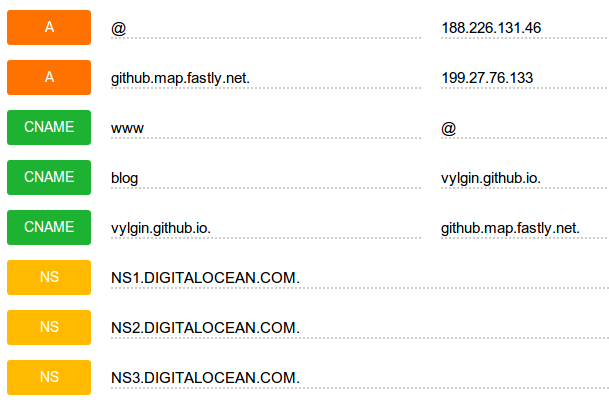 A @ 188.226.131.46
A github.map.fastly.net. 199.27.76.133
CNAME www @
CNAME blog vylgin.github.io.
CNAME vylgin.github.io. github.map.fastly.net.
NS NS1.DIGITALOCEAN.COM.
NS NS2.DIGITALOCEAN.COM.
NS NS3.DIGITALOCEAN.COM.